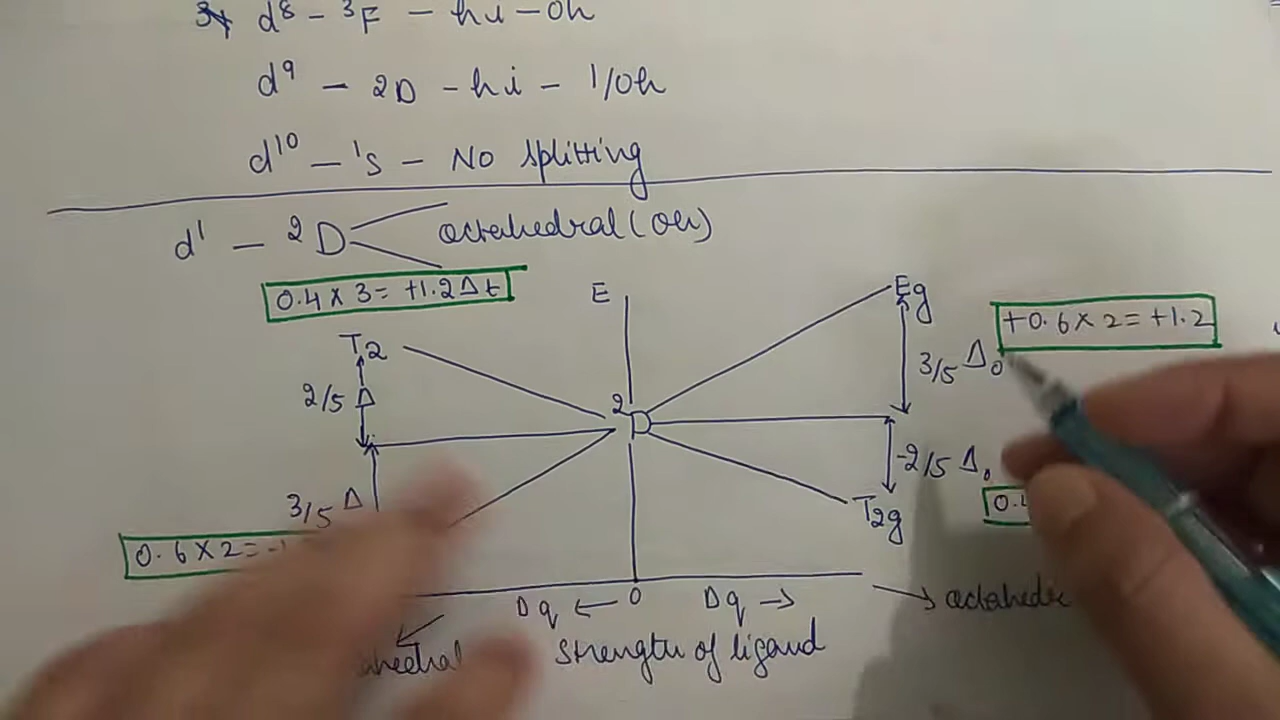 d⁸ - ³F - hi - oh
d⁹ - 2D - hi - 1/oh
d¹⁰ - ¹s - No splitting
d¹ - ²D
octahedral (oh)
0.4 x 3 = +1.2 Δt
E
Eg
+0.6 x 2 = +1.2
T2
3/5 Δo
2/5 Δ
²D
-2/5 Δo
3/5 Δ
T2g
0.6 x 2 =
Dq ← 0 Dq →
strength of ligand